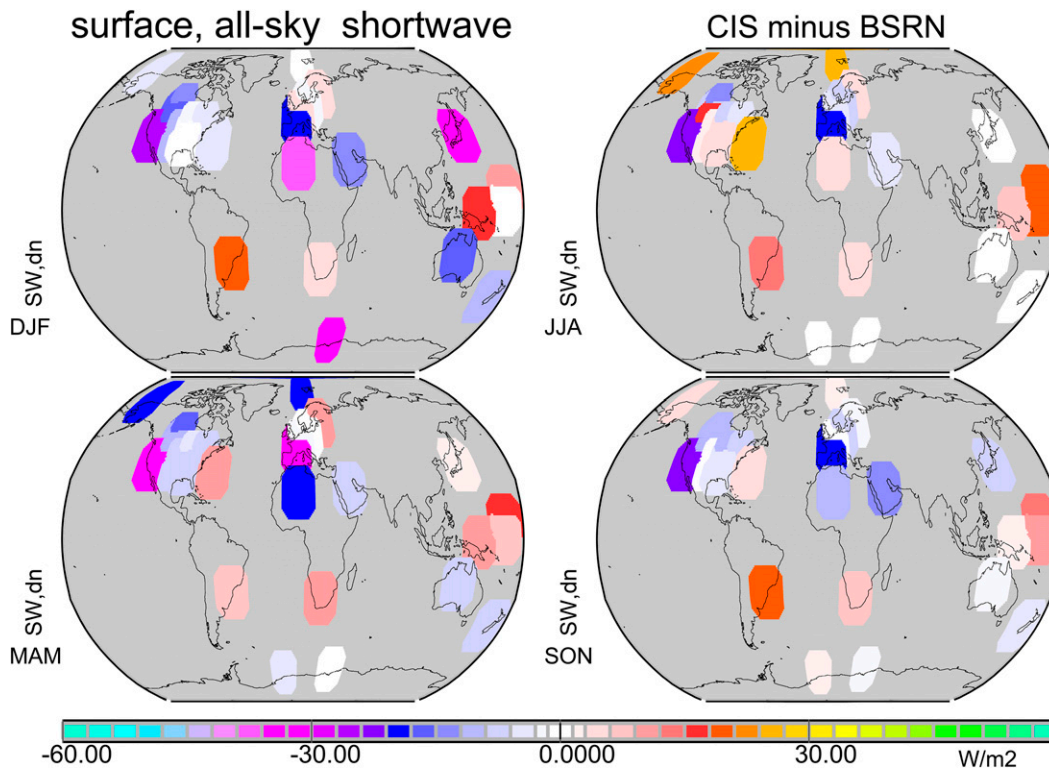 surface, all-sky shortwave
CIS minus BSRN
SW,dn
DJF
SW,dn
JJA
SW,dn
MAM
SW,dn
SON
-60.00
-30.00
0.0000
30.00
W/m2